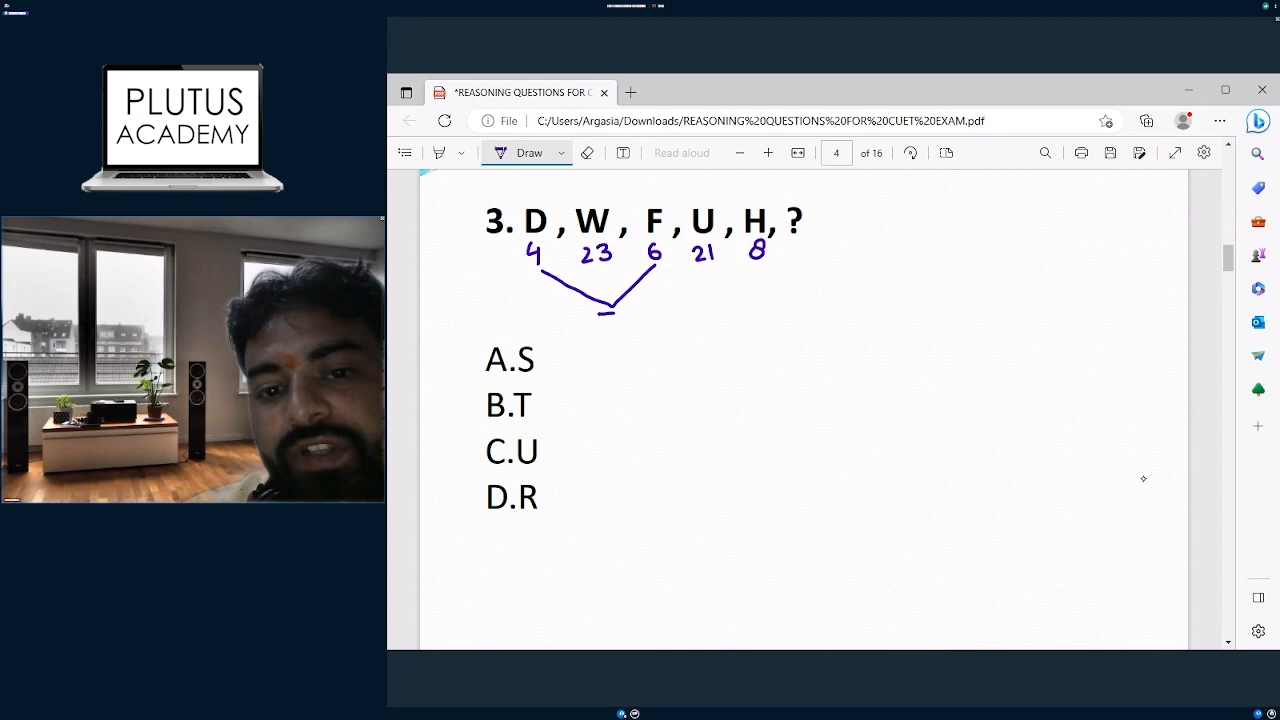 PLUTUS
ACADEMY
*REASONING QUESTIONS FOR C
File
C:/Users/Argasia/Downloads/REASONING%20QUESTIONS%20FOR%20CUET%20EXAM.pdf
Draw
Read aloud
4 of 16
3. D , W , F , U , H, ?
4 23 6 21 8
A.S
B.T
C.U
D.R